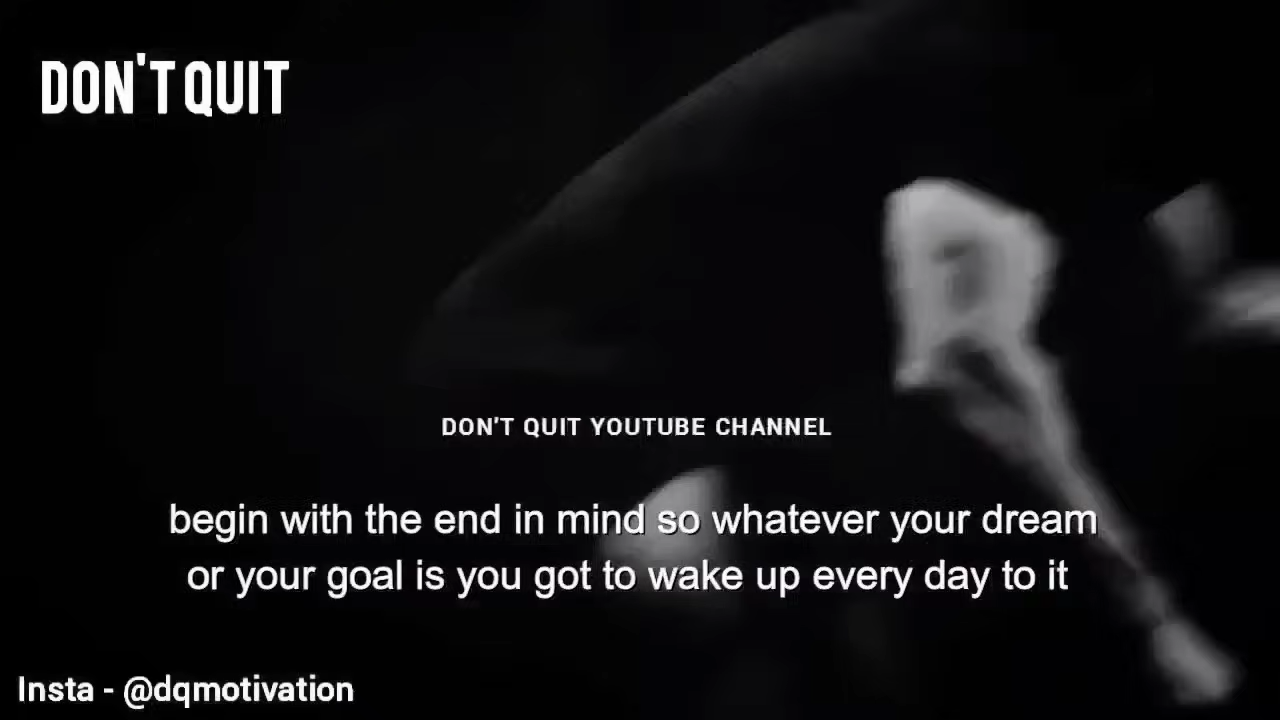 DON'T QUIT
DON'T QUIT YOUTUBE CHANNEL
begin with the end in mind so whatever your dream
or your goal is you got to wake up every day to it
Insta - @dqmotivation